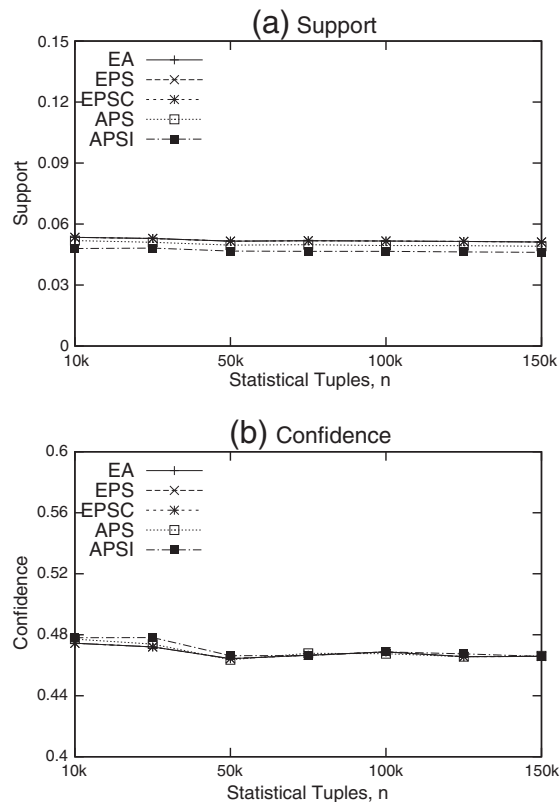 (a) Support
0.15
0.12
0.09
0.06
0.03
0
Support
EA
EPS
EPSC
APS
APSI
10k 50k 100k 150k
Statistical Tuples, n
(b) Confidence
0.6
0.56
0.52
0.48
0.44
0.4
Confidence
EA
EPS
EPSC
APS
APSI
10k 50k 100k 150k
Statistical Tuples, n